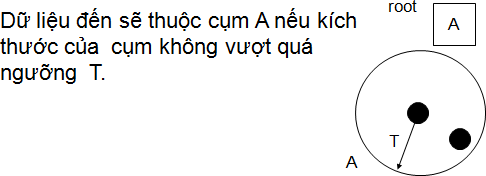 Dữ liệu đến sẽ thuộc cụm A nếu kích
thước của cụm không vượt quá
ngưỡng T.
root
A
T
A